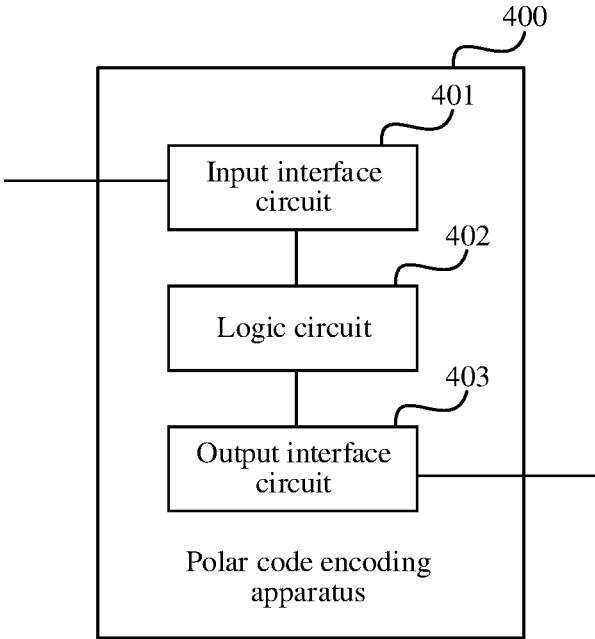 400
401
Input interface
circuit
402
Logic circuit
403
Output interface
circuit
Polar code encoding
apparatus